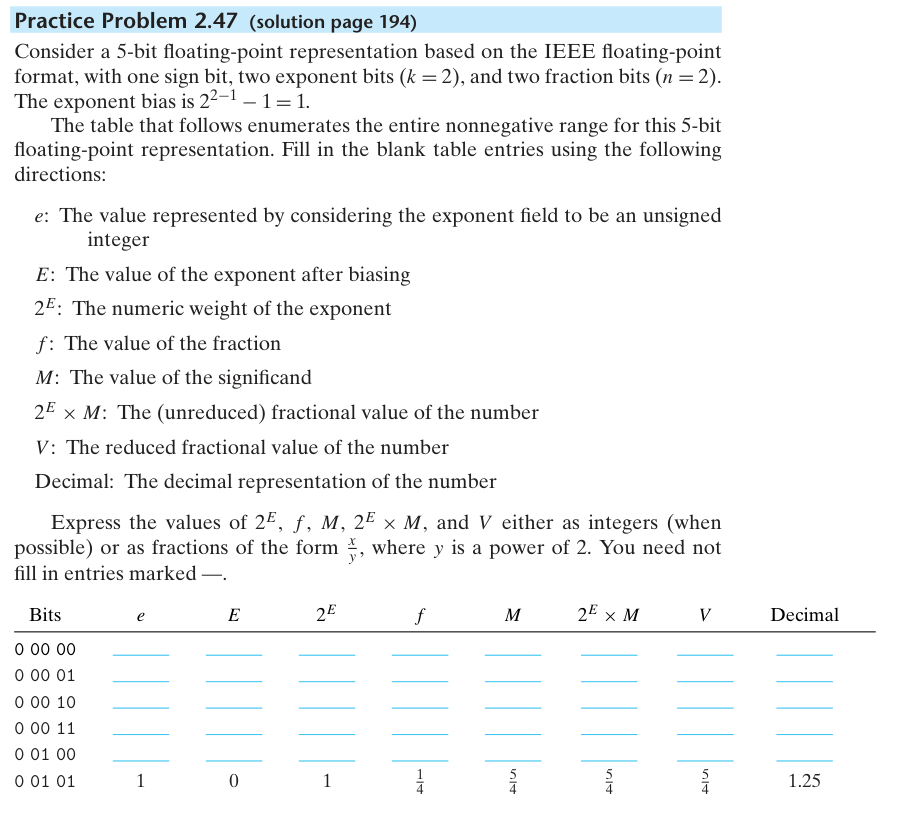 Practice Problem 2.47 (solution page 194)
Consider a 5-bit floating-point representation based on the IEEE floating-point
format, with one sign bit, two exponent bits (k = 2), and two fraction bits (n = 2).
The exponent bias is 2²⁻¹ − 1 = 1.
The table that follows enumerates the entire nonnegative range for this 5-bit
floating-point representation. Fill in the blank table entries using the following
directions:
e: The value represented by considering the exponent field to be an unsigned
integer
E: The value of the exponent after biasing
2^E: The numeric weight of the exponent
f: The value of the fraction
M: The value of the significand
2^E × M: The (unreduced) fractional value of the number
V: The reduced fractional value of the number
Decimal: The decimal representation of the number
Express the values of 2^E, f, M, 2^E × M, and V either as integers (when
possible) or as fractions of the form x/y, where y is a power of 2. You need not
fill in entries marked —.
Bits e E 2^E f M 2^E × M V Decimal
0 00 00
0 00 01
0 00 10
0 00 11
0 01 00
0 01 01 1 0 1 1/4 5/4 5/4 5/4 1.25